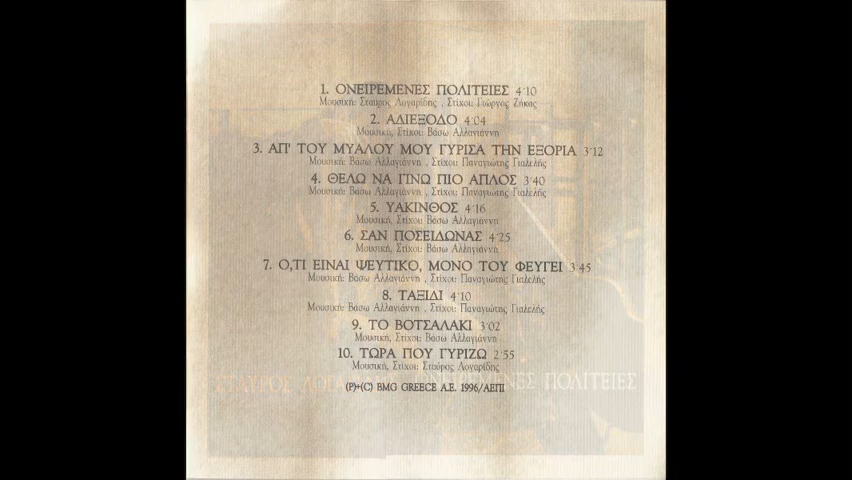 1. ΟΝΕΙΡΕΜΕΝΕΣ ΠΟΛΙΤΕΙΕΣ 4΄10
Μουσική: Σταύρος Λογαρίδης , Στίχοι: Γιώργος Ζήκας
2. ΑΔΙΕΞΟΔΟ 4΄04
Μουσική, Στίχοι: Βάσω Αλλαγιάννη
3. ΑΠ' ΤΟΥ ΜΥΑΛΟΥ ΜΟΥ ΓΥΡΙΣΑ ΤΗΝ ΕΞΟΡΙΑ 3΄12
Μουσική: Βάσω Αλλαγιάννη , Στίχοι: Παναγιώτης Γιαλελής
4. ΘΕΛΩ ΝΑ ΓΙΝΩ ΠΙΟ ΑΠΛΟΣ 3΄40
Μουσική: Βάσω Αλλαγιάννη , Στίχοι: Παναγιώτης Γιαλελής
5. ΥΑΚΙΝΘΟΣ 4΄16
Μουσική, Στίχοι: Βάσω Αλλαγιάννη
6. ΣΑΝ ΠΟΣΕΙΔΩΝΑΣ 4΄25
Μουσική, Στίχοι: Βάσω Αλλαγιάννη
7. Ο,ΤΙ ΕΙΝΑΙ ΨΕΥΤΙΚΟ, ΜΟΝΟ ΤΟΥ ΦΕΥΓΕΙ 3΄45
Μουσική: Βάσω Αλλαγιάννη , Στίχοι: Παναγιώτης Γιαλελής
8. ΤΑΞΙΔΙ 4΄10
Μουσική: Βάσω Αλλαγιάννη , Στίχοι: Παναγιώτης Γιαλελής
9. ΤΟ ΒΟΤΣΑΛΑΚΙ 3΄02
Μουσική, Στίχοι: Βάσω Αλλαγιάννη
10. ΤΩΡΑ ΠΟΥ ΓΥΡΙΖΩ 2΄55
Μουσική, Στίχοι: Σταύρος Λογαρίδης
ΣΤΑΥΡΟΣ ΠΟΛΙΤΕΙΕΣ
(P)+(C) BMG GREECE A.E. 1996/ΑΕΠΙ